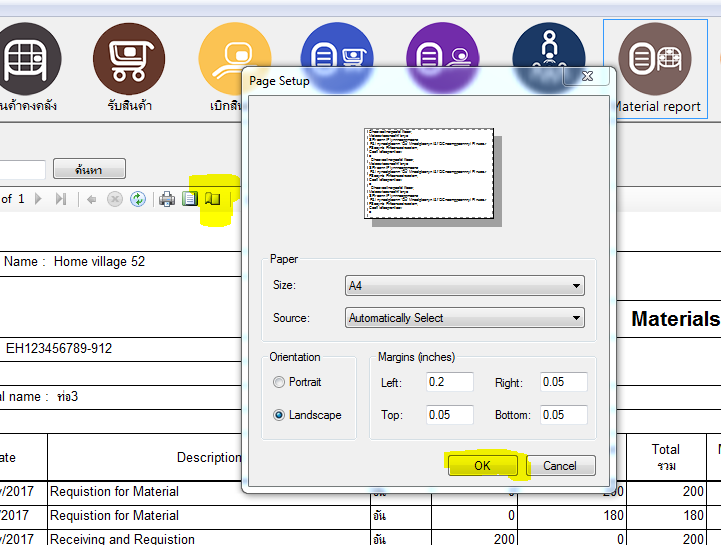 นค้าคงคลัง
รับสินค้า
เบิกสิน
Material report
Page Setup
ค้นหา
of 1
Name : Home village 52
Paper
Size: A4
Source: Automatically Select
Materials
EH123456789-912
Orientation
Margins (inches)
Portrait
Left: 0.2 Right: 0.05
al name : ท่อ3
Landscape
Top: 0.05 Bottom: 0.05
OK Cancel
ate Description Total
รวม
/2017 Requistion for Material อัน 0 200 200
/2017 Requistion for Material อัน 0 180 180
/2017 Receiving and Requistion อัน 200 0 200